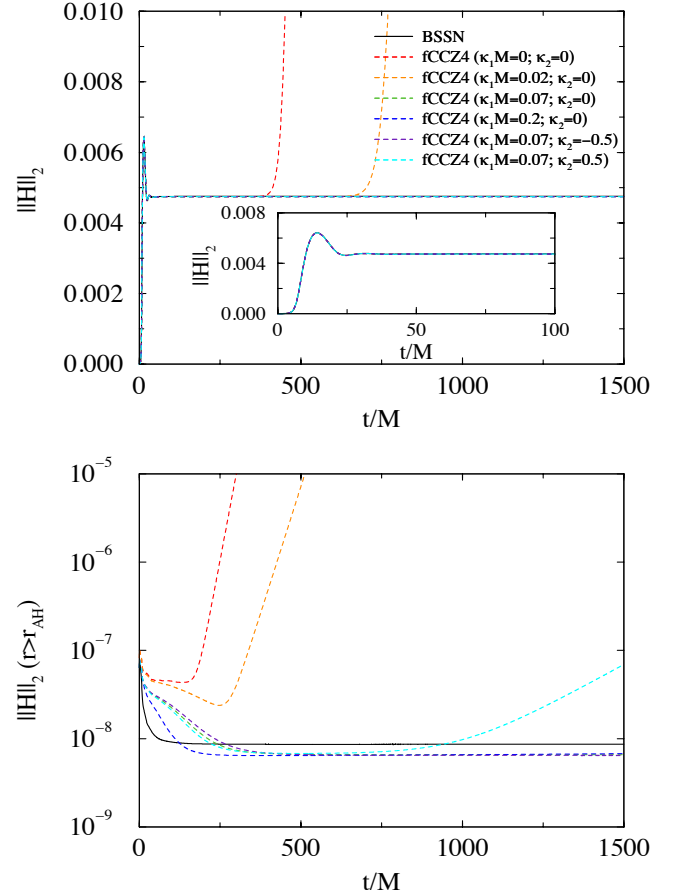 0.010
0.008
0.006
0.004
0.002
0.000
||H||₂
BSSN
fCCZ4 (κ₁M=0; κ₂=0)
fCCZ4 (κ₁M=0.02; κ₂=0)
fCCZ4 (κ₁M=0.07; κ₂=0)
fCCZ4 (κ₁M=0.2; κ₂=0)
fCCZ4 (κ₁M=0.07; κ₂=−0.5)
fCCZ4 (κ₁M=0.07; κ₂=0.5)
0.008
0.004
0.000
||H||₂
0 50 100
t/M
0 500 1000 1500
t/M
10⁻⁵
10⁻⁶
10⁻⁷
10⁻⁸
10⁻⁹
||H||₂ (r>r_AH)
0 500 1000 1500
t/M